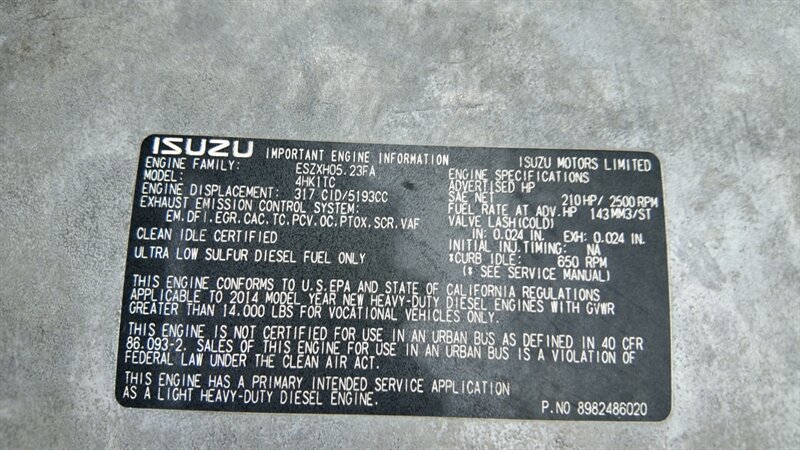 ISUZU IMPORTANT ENGINE INFORMATION ISUZU MOTORS LIMITED
ENGINE FAMILY: ESZXH05.23FA
MODEL: 4HK1TC
ENGINE DISPLACEMENT: 317 CID/5193CC
EXHAUST EMISSION CONTROL SYSTEM:
EM.DFI.EGR.CAC.TC.PCV.OC.PTOX.SCR.VAF
CLEAN IDLE CERTIFIED
ULTRA LOW SULFUR DIESEL FUEL ONLY
ENGINE SPECIFICATIONS
ADVERTISED HP
SAE NET 210HP/2500RPM
FUEL RATE AT ADV.HP 143MM3/ST
VALVE LASH(COLD)
IN: 0.024 IN. EXH: 0.024 IN.
INITIAL INJ.TIMING: NA
*CURB IDLE: 650 RPM
(* SEE SERVICE MANUAL)
THIS ENGINE CONFORMS TO U.S.EPA AND STATE OF CALIFORNIA REGULATIONS
APPLICABLE TO 2014 MODEL YEAR NEW HEAVY-DUTY DIESEL ENGINES WITH GVWR
GREATER THAN 14.000 LBS FOR VOCATIONAL VEHICLES ONLY.
THIS ENGINE IS NOT CERTIFIED FOR USE IN AN URBAN BUS AS DEFINED IN 40 CFR
86.093-2. SALES OF THIS ENGINE FOR USE IN AN URBAN BUS IS A VIOLATION OF
FEDERAL LAW UNDER THE CLEAN AIR ACT.
THIS ENGINE HAS A PRIMARY INTENDED SERVICE APPLICATION
AS A LIGHT HEAVY-DUTY DIESEL ENGINE.
P.NO 8982486020